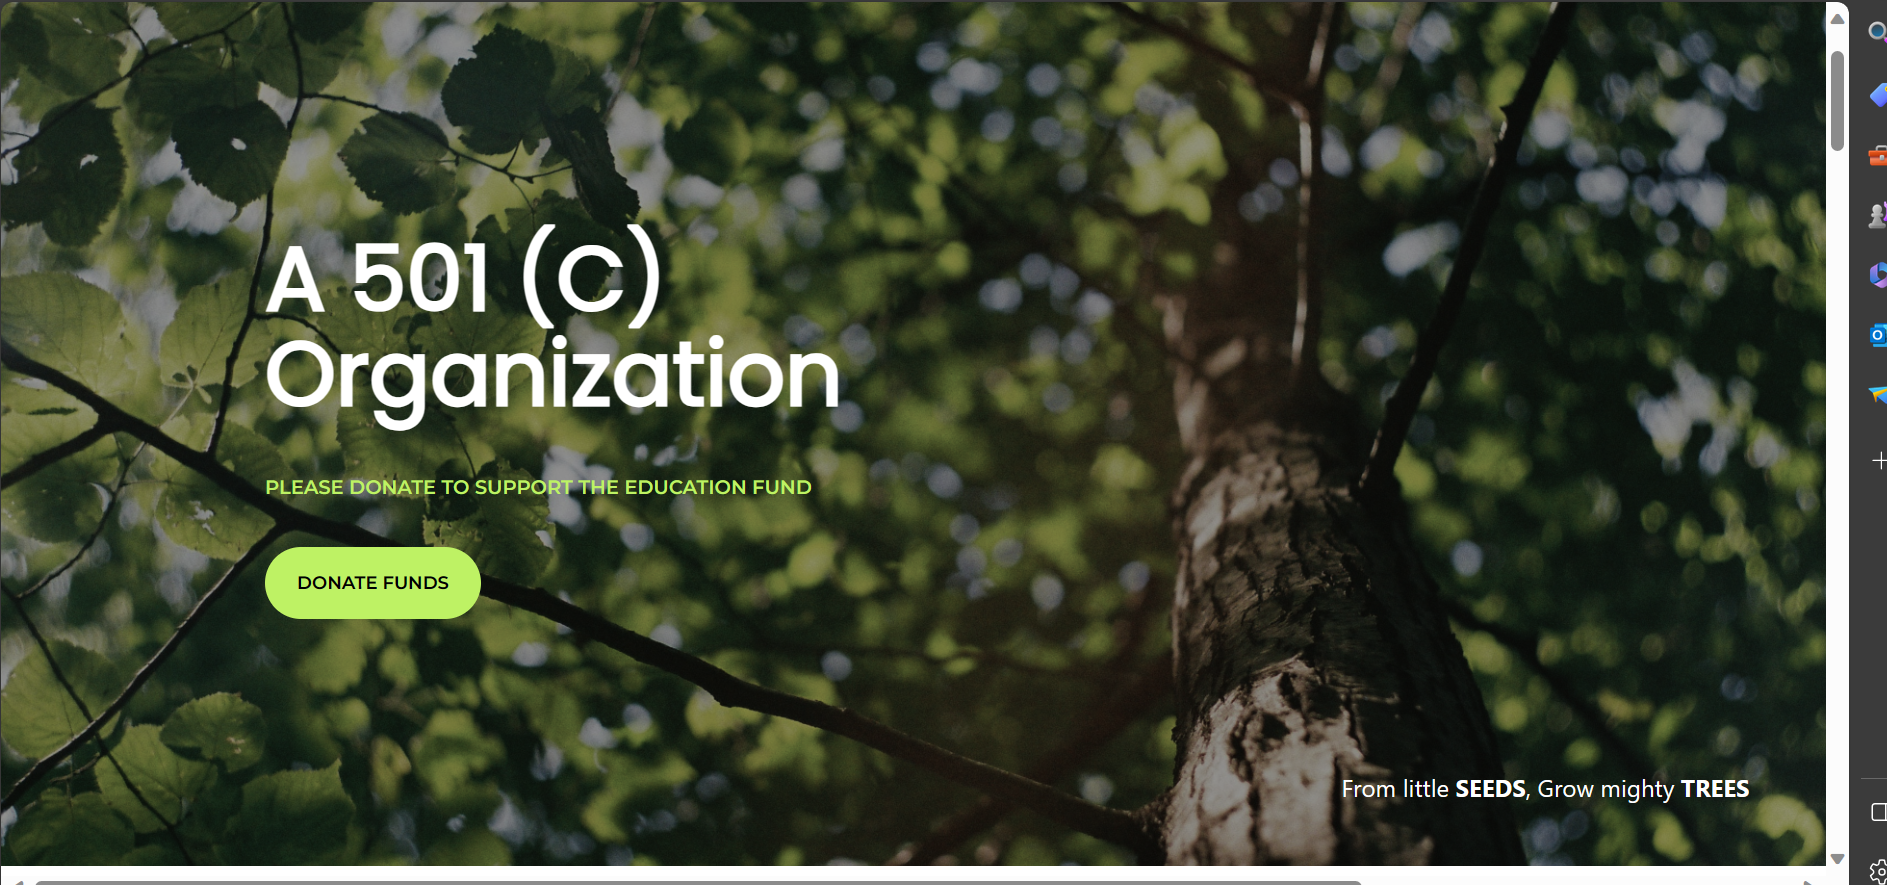 A 501 (C)
Organization
PLEASE DONATE TO SUPPORT THE EDUCATION FUND
DONATE FUNDS
From little SEEDS, Grow mighty TREES